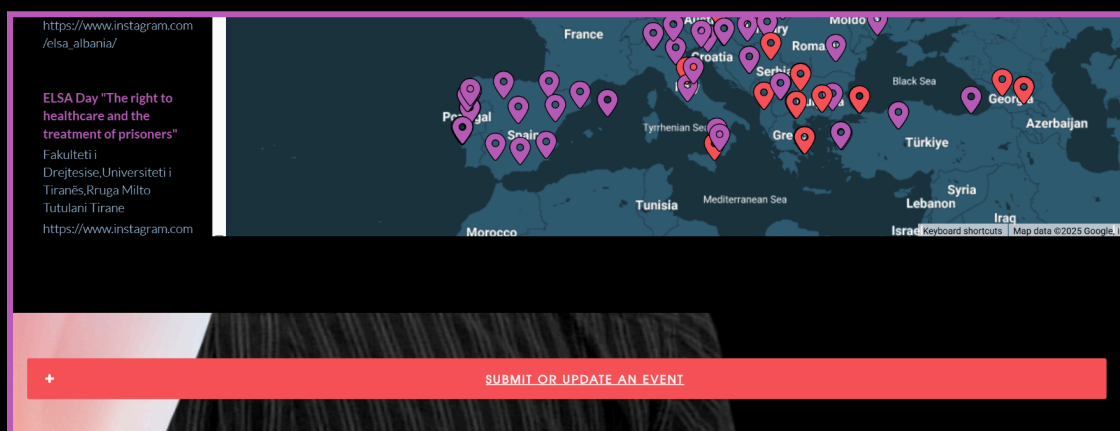 https://www.instagram.com
/elsa_albania/
ELSA Day "The right to
healthcare and the
treatment of prisoners"
Fakulteti i
Drejtesise,Universiteti i
Tiranës,Rruga Milto
Tutulani Tirane
https://www.instagram.com
France
Moldo
Croatia
Roma
Serbi
Black Sea
Georgia
Azerbaijan
Portugal
Spain
Tyrrhenian Sea
Gre
Türkiye
Tunisia
Mediterranean Sea
Syria
Lebanon
Iraq
Israe
Morocco
Keyboard shortcuts
Map data ©2025 Google, I
+ SUBMIT OR UPDATE AN EVENT